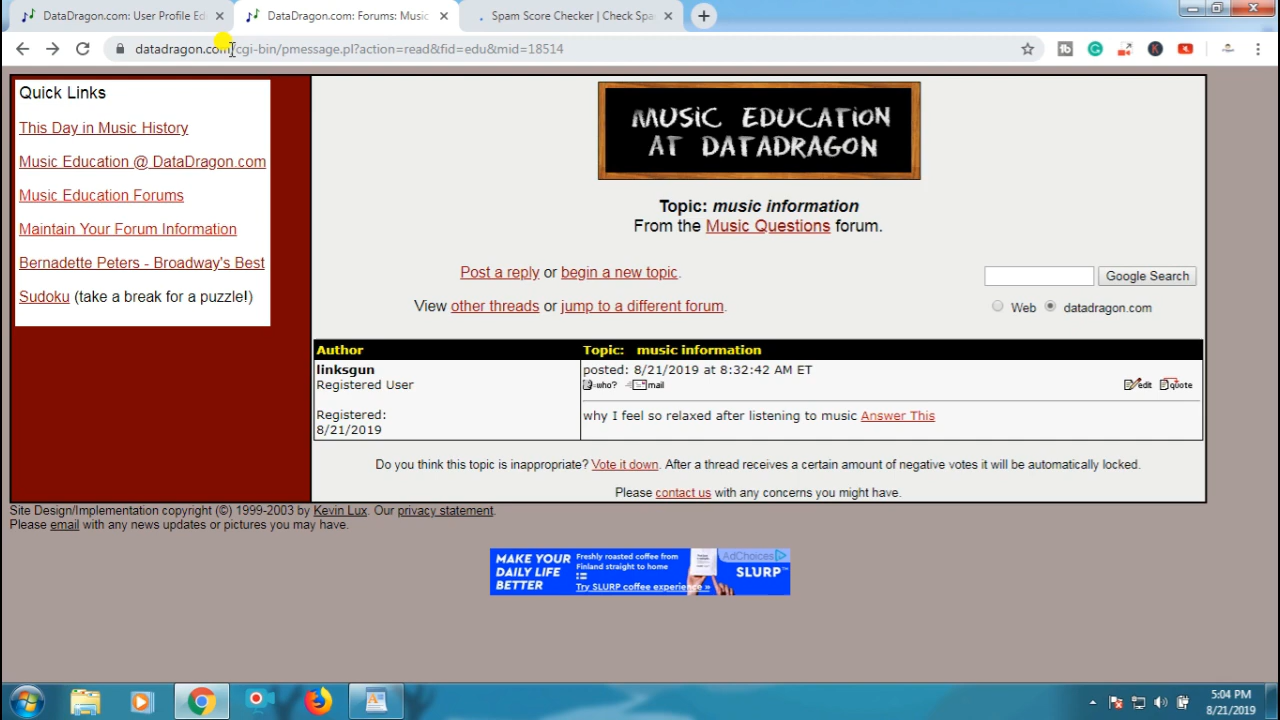 DataDragon.com: User Profile Ed
DataDragon.com: Forums: Music
Spam Score Checker | Check Spa
datadragon.com/cgi-bin/pmessage.pl?action=read&fid=edu&mid=18514
Quick Links
This Day in Music History
Music Education @ DataDragon.com
Music Education Forums
Maintain Your Forum Information
Bernadette Peters - Broadway's Best
Sudoku (take a break for a puzzle!)
MUSIC EDUCATION
AT DATADRAGON
Topic: music information
From the Music Questions forum.
Post a reply or begin a new topic.
View other threads or jump to a different forum.
Google Search
Web datadragon.com
Author
Topic: music information
linksgun
Registered User
Registered:
8/21/2019
posted: 8/21/2019 at 8:32:42 AM ET
who? mail
edit quote
why I feel so relaxed after listening to music Answer This
Do you think this topic is inappropriate? Vote it down. After a thread receives a certain amount of negative votes it will be automatically locked.
Please contact us with any concerns you might have.
Site Design/Implementation copyright (©) 1999-2003 by Kevin Lux. Our privacy statement.
Please email with any news updates or pictures you may have.
MAKE YOUR
DAILY LIFE
BETTER
Freshly roasted coffee from
Finland straight to home
Try SLURP coffee experience »
AdChoices
SLURP™
5:04 PM
8/21/2019